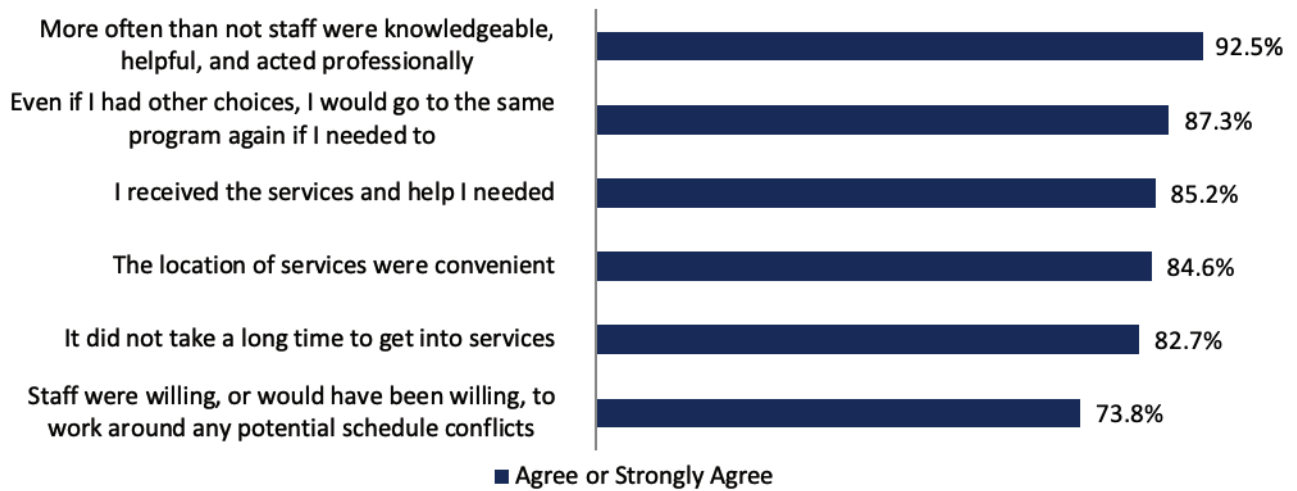 More often than not staff were knowledgeable,
helpful, and acted professionally
92.5%
Even if I had other choices, I would go to the same
program again if I needed to
87.3%
I received the services and help I needed
85.2%
The location of services were convenient
84.6%
It did not take a long time to get into services
82.7%
Staff were willing, or would have been willing, to
work around any potential schedule conflicts
73.8%
Agree or Strongly Agree